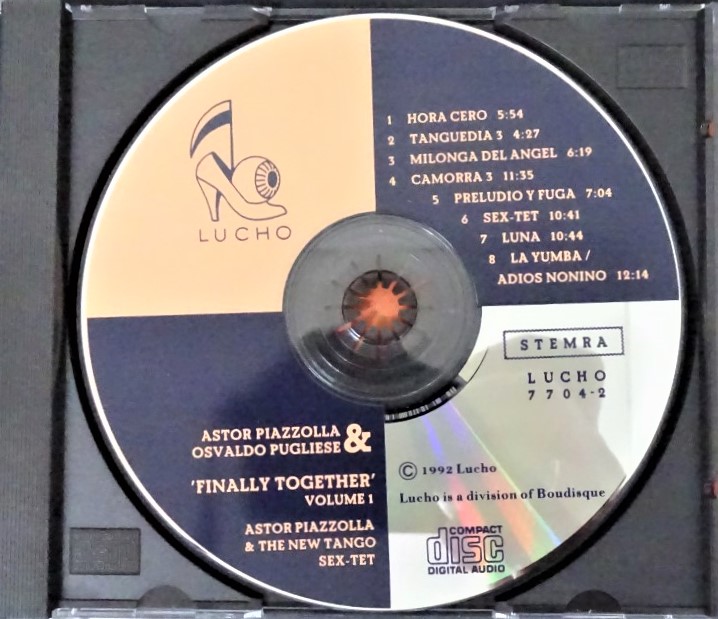 LUCHO
1 HORA CERO 5:54
2 TANGUEDIA 3 4:27
3 MILONGA DEL ANGEL 6:19
4 CAMORRA 3 11:35
5 PRELUDIO Y FUGA 7:04
6 SEX-TET 10:41
7 LUNA 10:44
8 LA YUMBA /
ADIOS NONINO 12:14
STEMRA
LUCHO
7704-2
ASTOR PIAZZOLLA &
OSVALDO PUGLIESE
'FINALLY TOGETHER'
VOLUME 1
ASTOR PIAZZOLLA
& THE NEW TANGO
SEX-TET
© 1992 Lucho
Lucho is a division of Boudisque
COMPACT
disc
DIGITAL AUDIO